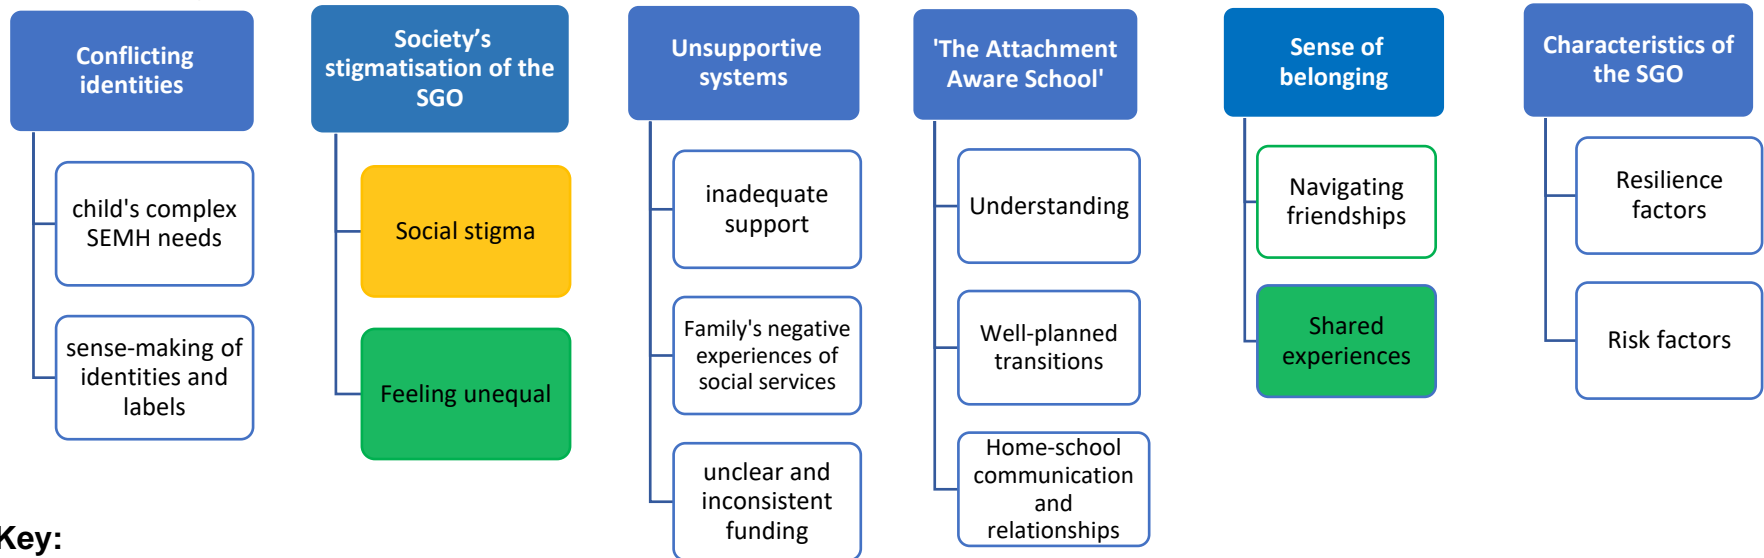 Conflicting
identities
child's complex
SEMH needs
sense-making of
identities and
labels
Society's
stigmatisation of the
SGO
Social stigma
Feeling unequal
Unsupportive
systems
inadequate
support
Family's negative
experiences of
social services
unclear and
inconsistent
funding
'The Attachment
Aware School'
Understanding
Well-planned
transitions
Home-school
communication
and
relationships
Sense of
belonging
Navigating
friendships
Shared
experiences
Characteristics of
the SGO
Resilience
factors
Risk factors
Key: